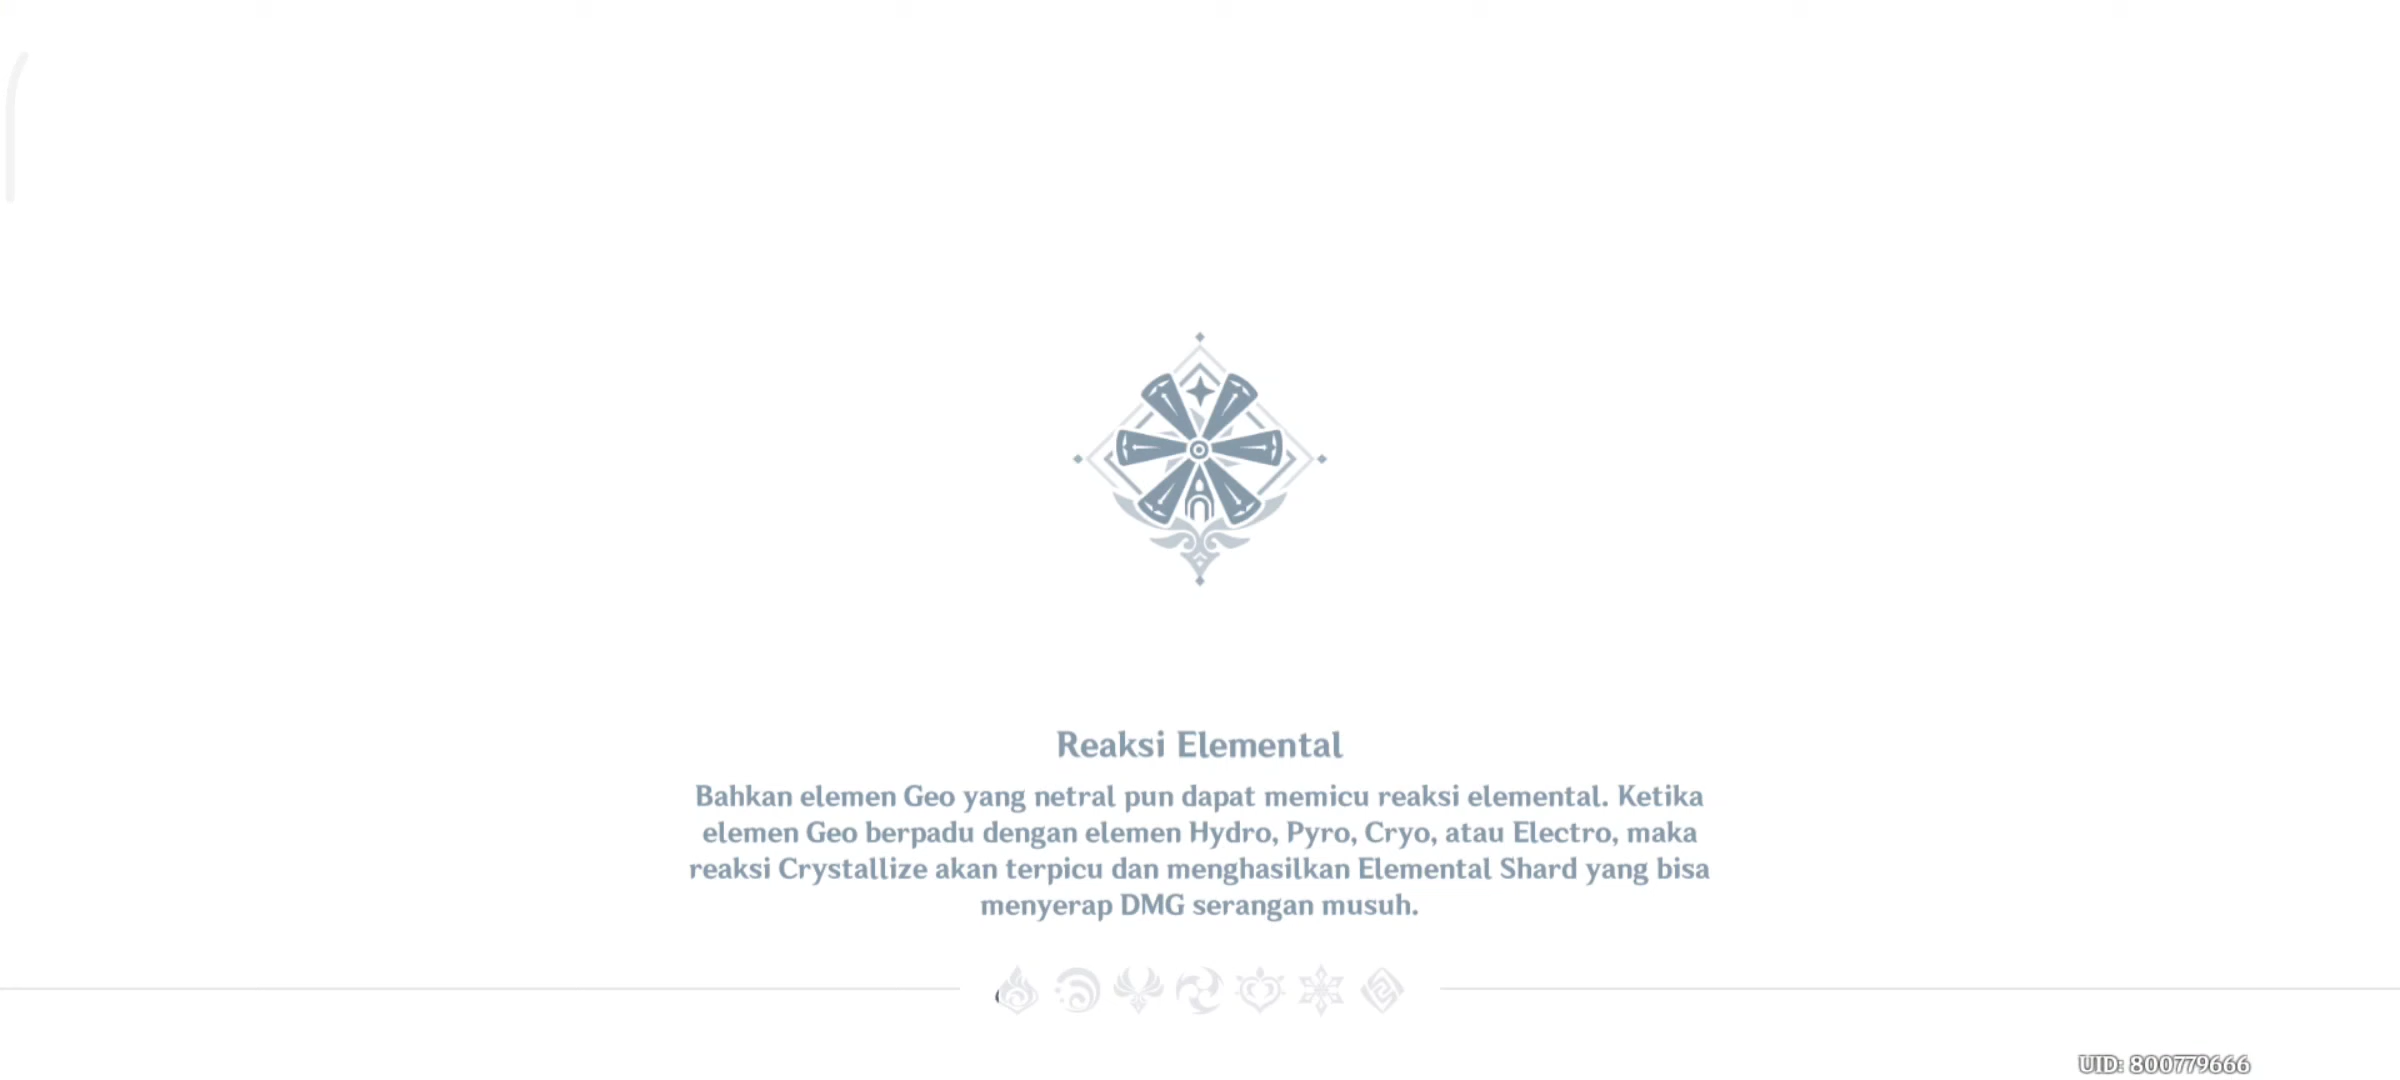 Reaksi Elemental
Bahkan elemen Geo yang netral pun dapat memicu reaksi elemental. Ketika
elemen Geo berpadu dengan elemen Hydro, Pyro, Cryo, atau Electro, maka
reaksi Crystallize akan terpicu dan menghasilkan Elemental Shard yang bisa
menyerap DMG serangan musuh.
UID: 800779666